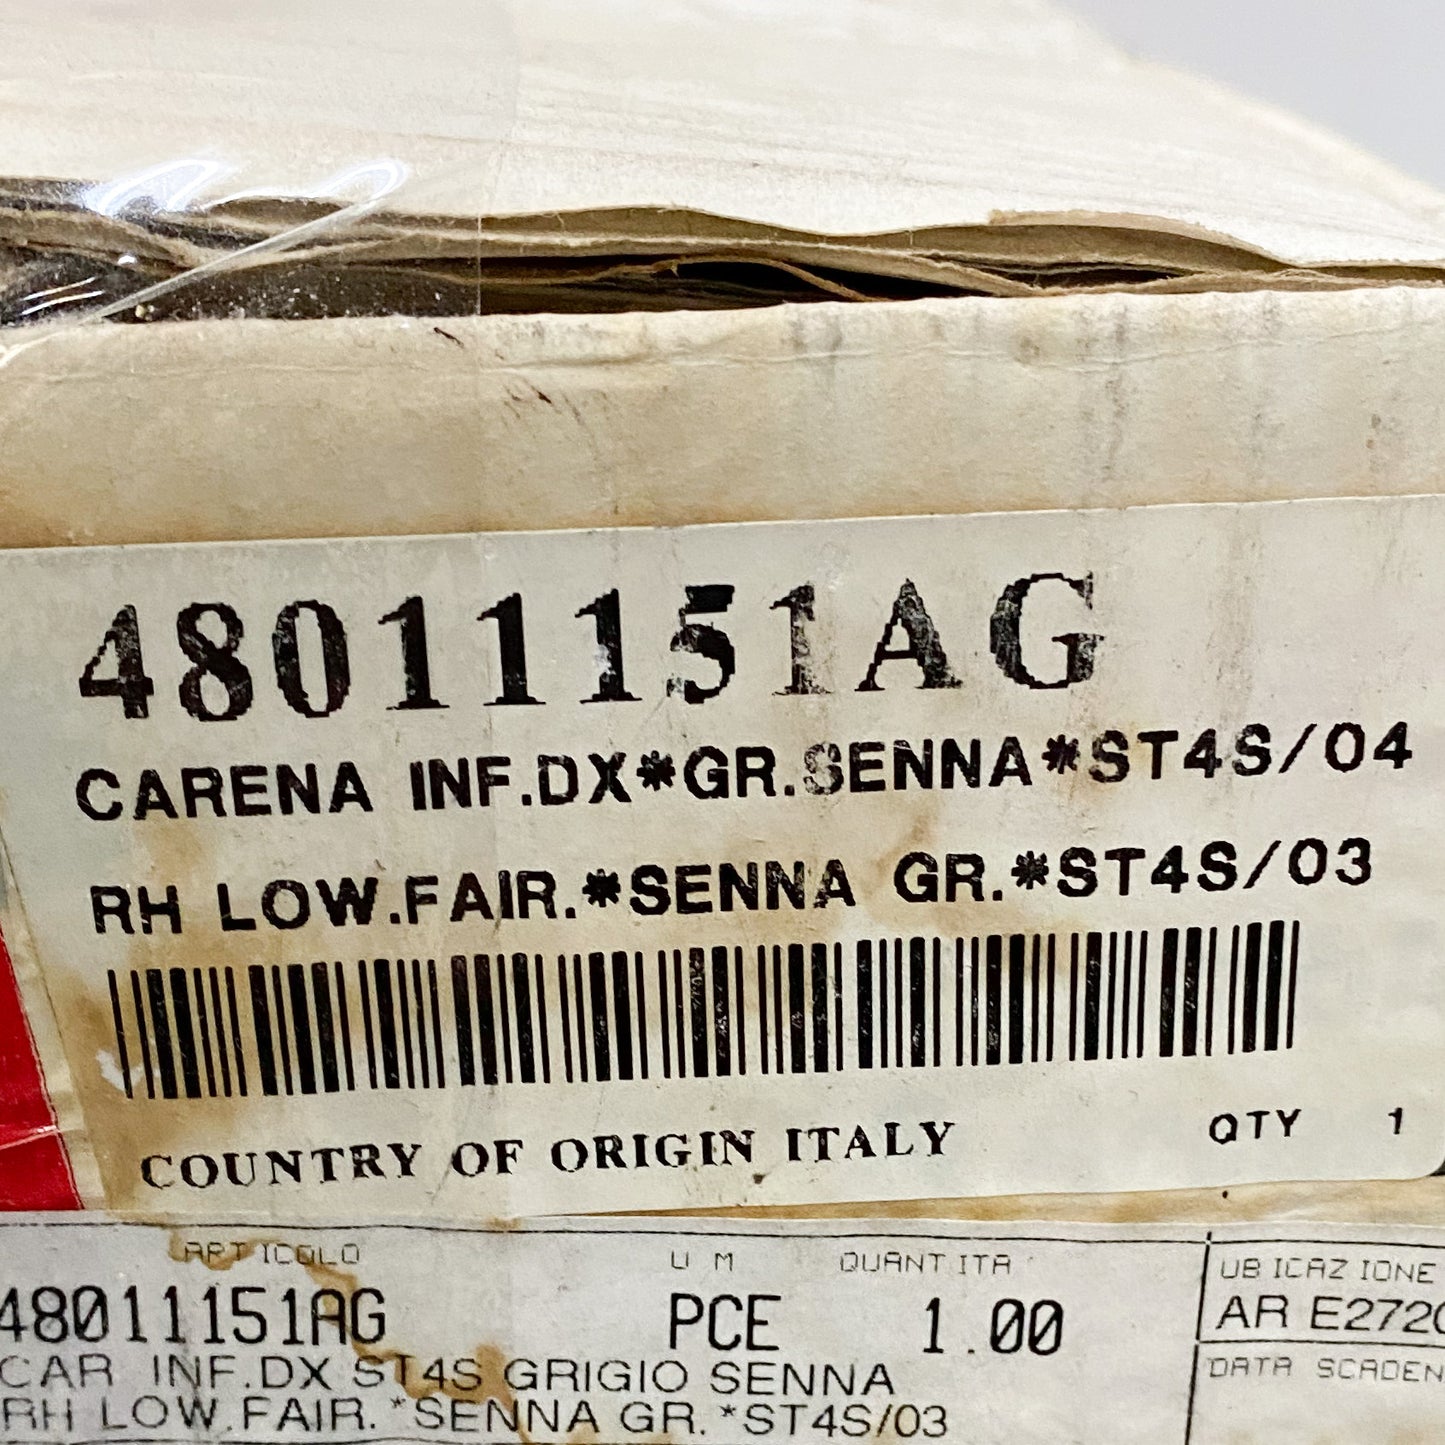 48011151AG
CARENA INF.DX*GR.SENNA*ST4S/04
RH LOW.FAIR.*SENNA GR.*ST4S/03
COUNTRY OF ORIGIN ITALY QTY 1
ARTICOLO U M QUANTITA UBICAZIONE
48011151AG PCE 1.00 AR E272
CAR INF.DX ST4S GRIGIO SENNA DATA SCADEN
RH LOW.FAIR.*SENNA GR.*ST4S/03